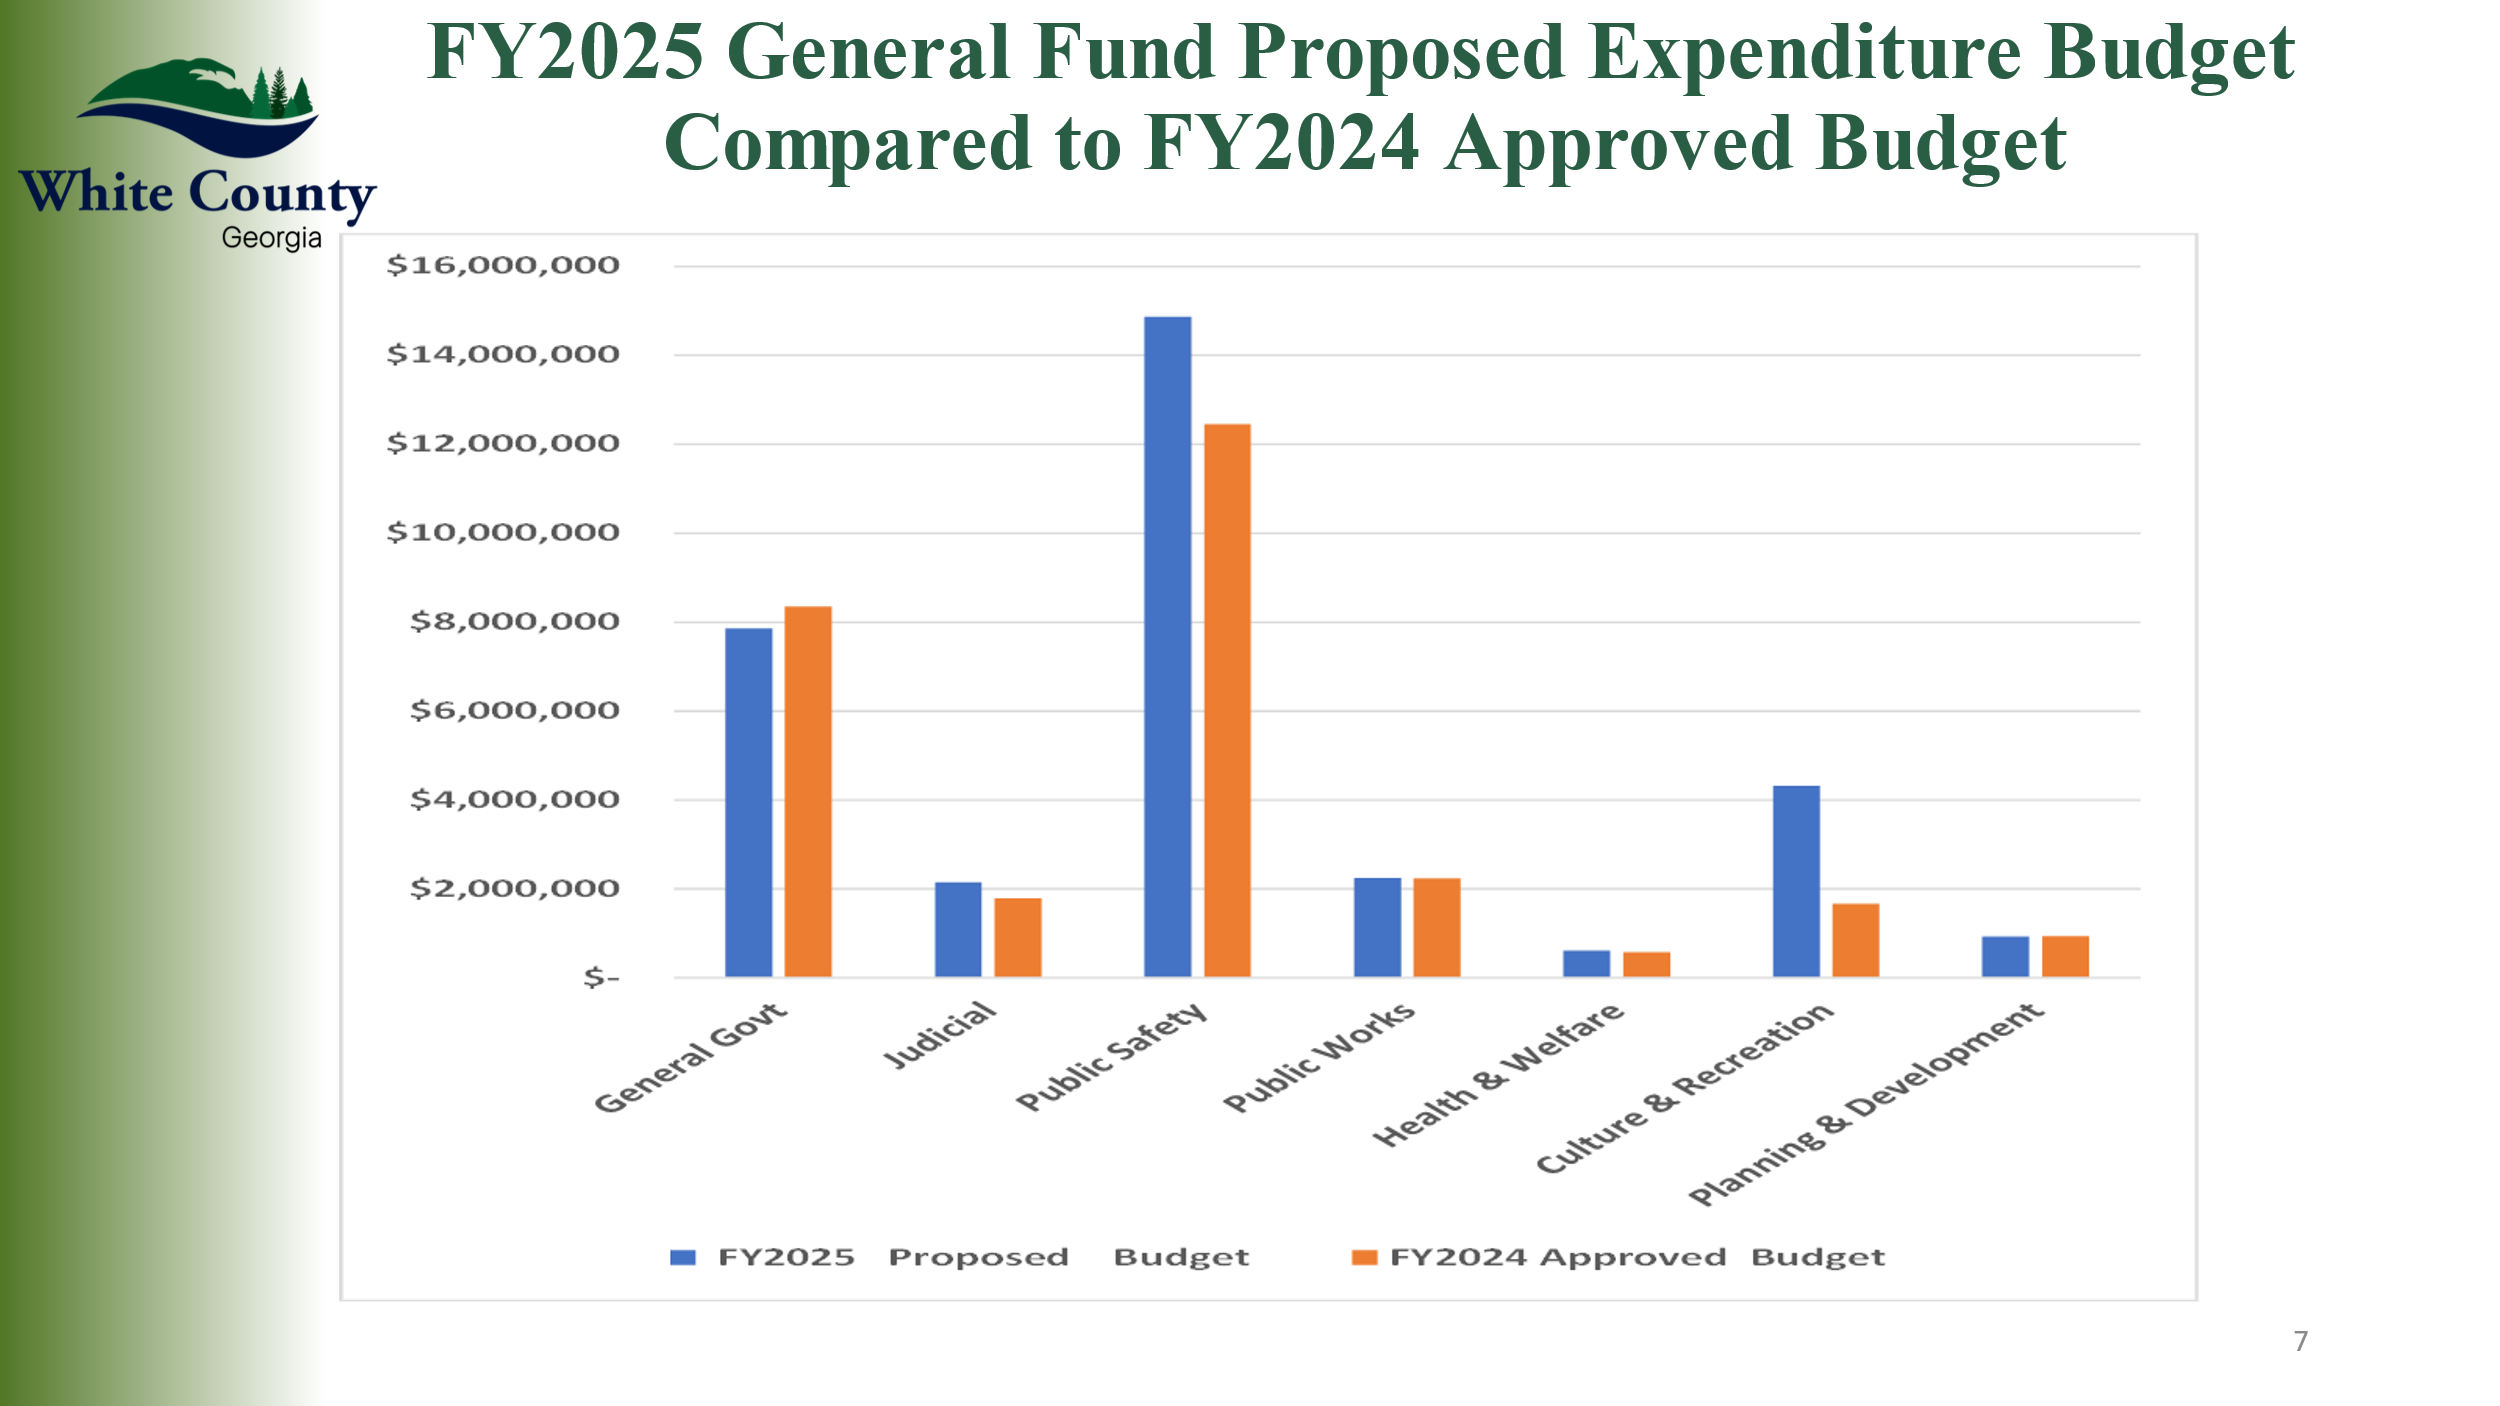 FY2025 General Fund Proposed Expenditure Budget
Compared to FY2024 Approved Budget
White County
Georgia
$16,000,000
$14,000,000
$12,000,000
$10,000,000
$8,000,000
$6,000,000
$4,000,000
$2,000,000
$-
General Govt
Judicial
Public Safety
Public Works
Health & Welfare
Culture & Recreation
Planning & Development
FY2025 Proposed Budget
FY2024 Approved Budget
7